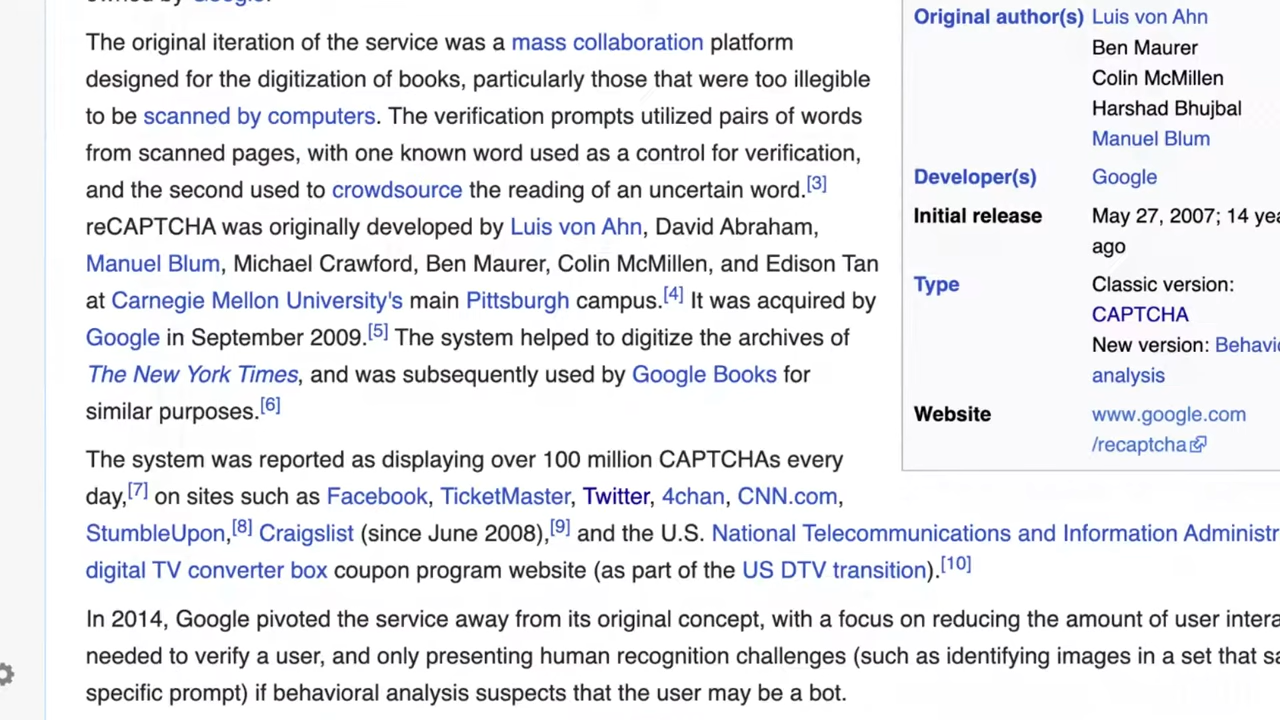 owned by Google.
The original iteration of the service was a mass collaboration platform
designed for the digitization of books, particularly those that were too illegible
to be scanned by computers. The verification prompts utilized pairs of words
from scanned pages, with one known word used as a control for verification,
and the second used to crowdsource the reading of an uncertain word.[3]
reCAPTCHA was originally developed by Luis von Ahn, David Abraham,
Manuel Blum, Michael Crawford, Ben Maurer, Colin McMillen, and Edison Tan
at Carnegie Mellon University's main Pittsburgh campus.[4] It was acquired by
Google in September 2009.[5] The system helped to digitize the archives of
The New York Times, and was subsequently used by Google Books for
similar purposes.[6]
The system was reported as displaying over 100 million CAPTCHAs every
day,[7] on sites such as Facebook, TicketMaster, Twitter, 4chan, CNN.com,
StumbleUpon,[8] Craigslist (since June 2008),[9] and the U.S. National Telecommunications and Information Administr
digital TV converter box coupon program website (as part of the US DTV transition).[10]
In 2014, Google pivoted the service away from its original concept, with a focus on reducing the amount of user intera
needed to verify a user, and only presenting human recognition challenges (such as identifying images in a set that sa
specific prompt) if behavioral analysis suspects that the user may be a bot.
Original author(s) Luis von Ahn
Ben Maurer
Colin McMillen
Harshad Bhujbal
Manuel Blum
Developer(s) Google
Initial release May 27, 2007; 14 yea
ago
Type Classic version:
CAPTCHA
New version: Behavio
analysis
Website www.google.com
/recaptcha